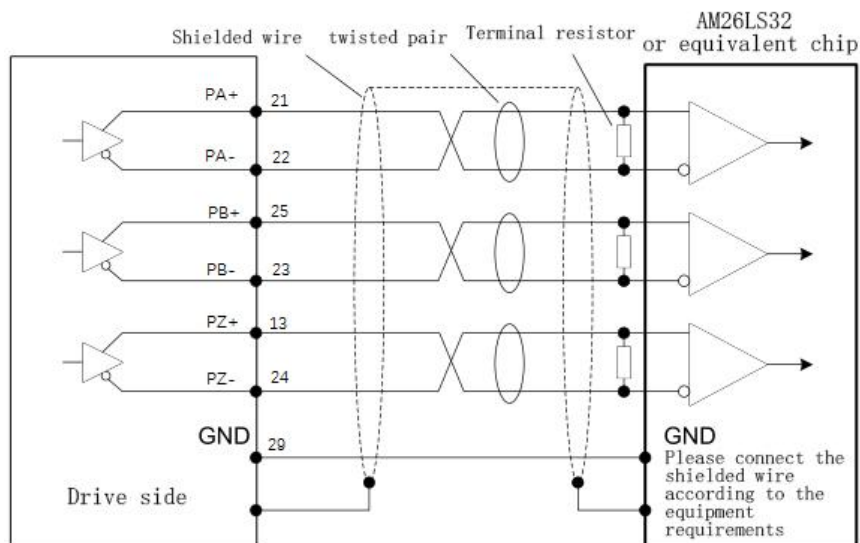 AM26LS32
or equivalent chip
Shielded wire
twisted pair
Terminal resistor
PA+
21
PA-
22
PB+
25
PB-
23
PZ+
13
PZ-
24
GND
29
GND
Please connect the
shielded wire
according to the
equipment
requirements
Drive side